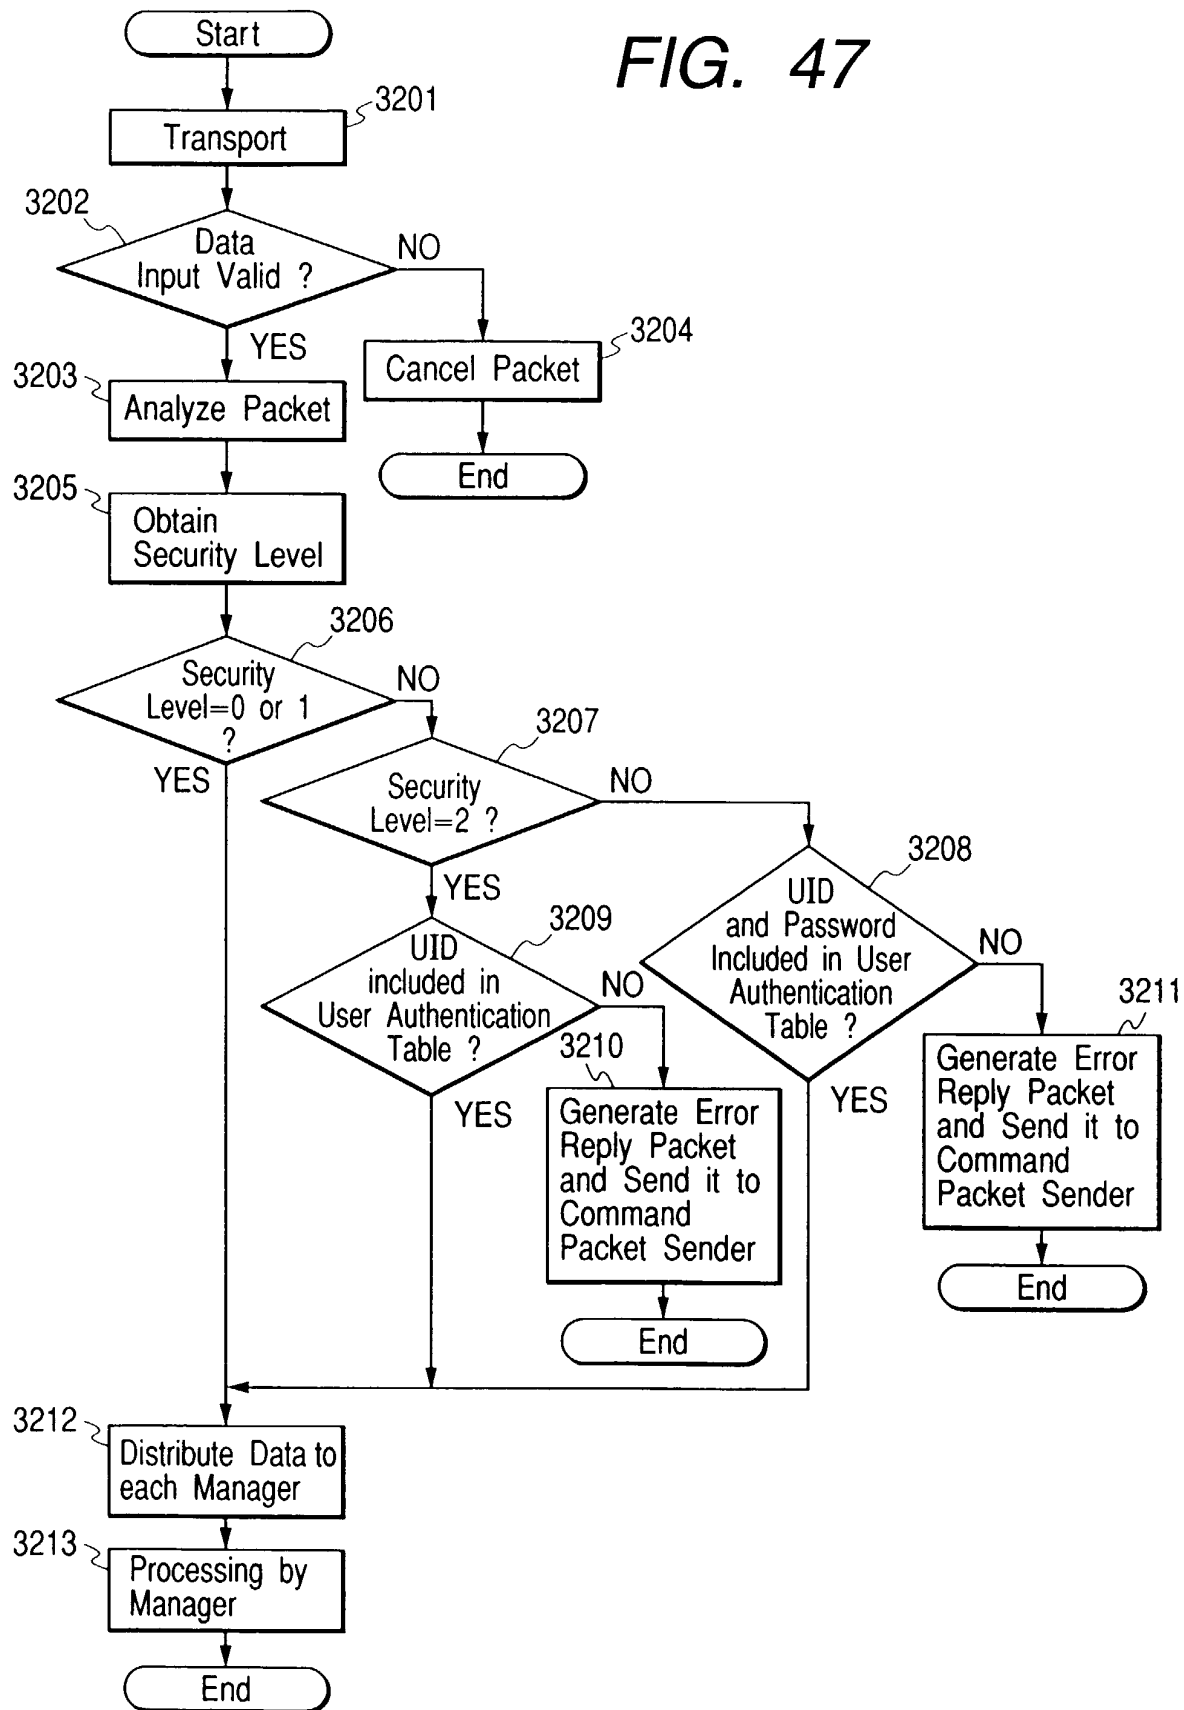 Start
FIG. 47
3201
Transport
3202
Data
Input Valid ?
NO
YES
3204
Cancel Packet
3203
Analyze Packet
End
3205
Obtain
Security Level
3206
Security
Level=0 or 1
?
NO
YES
3207
Security
Level=2 ?
NO
YES
3208
UID
and Password
Included in User
Authentication
Table ?
NO
YES
3209
UID
included in
User Authentication
Table ?
NO
YES
3210
Generate Error
Reply Packet
and Send it to
Command
Packet Sender
End
3211
Generate Error
Reply Packet
and Send it to
Command
Packet Sender
End
3212
Distribute Data to
each Manager
3213
Processing by
Manager
End